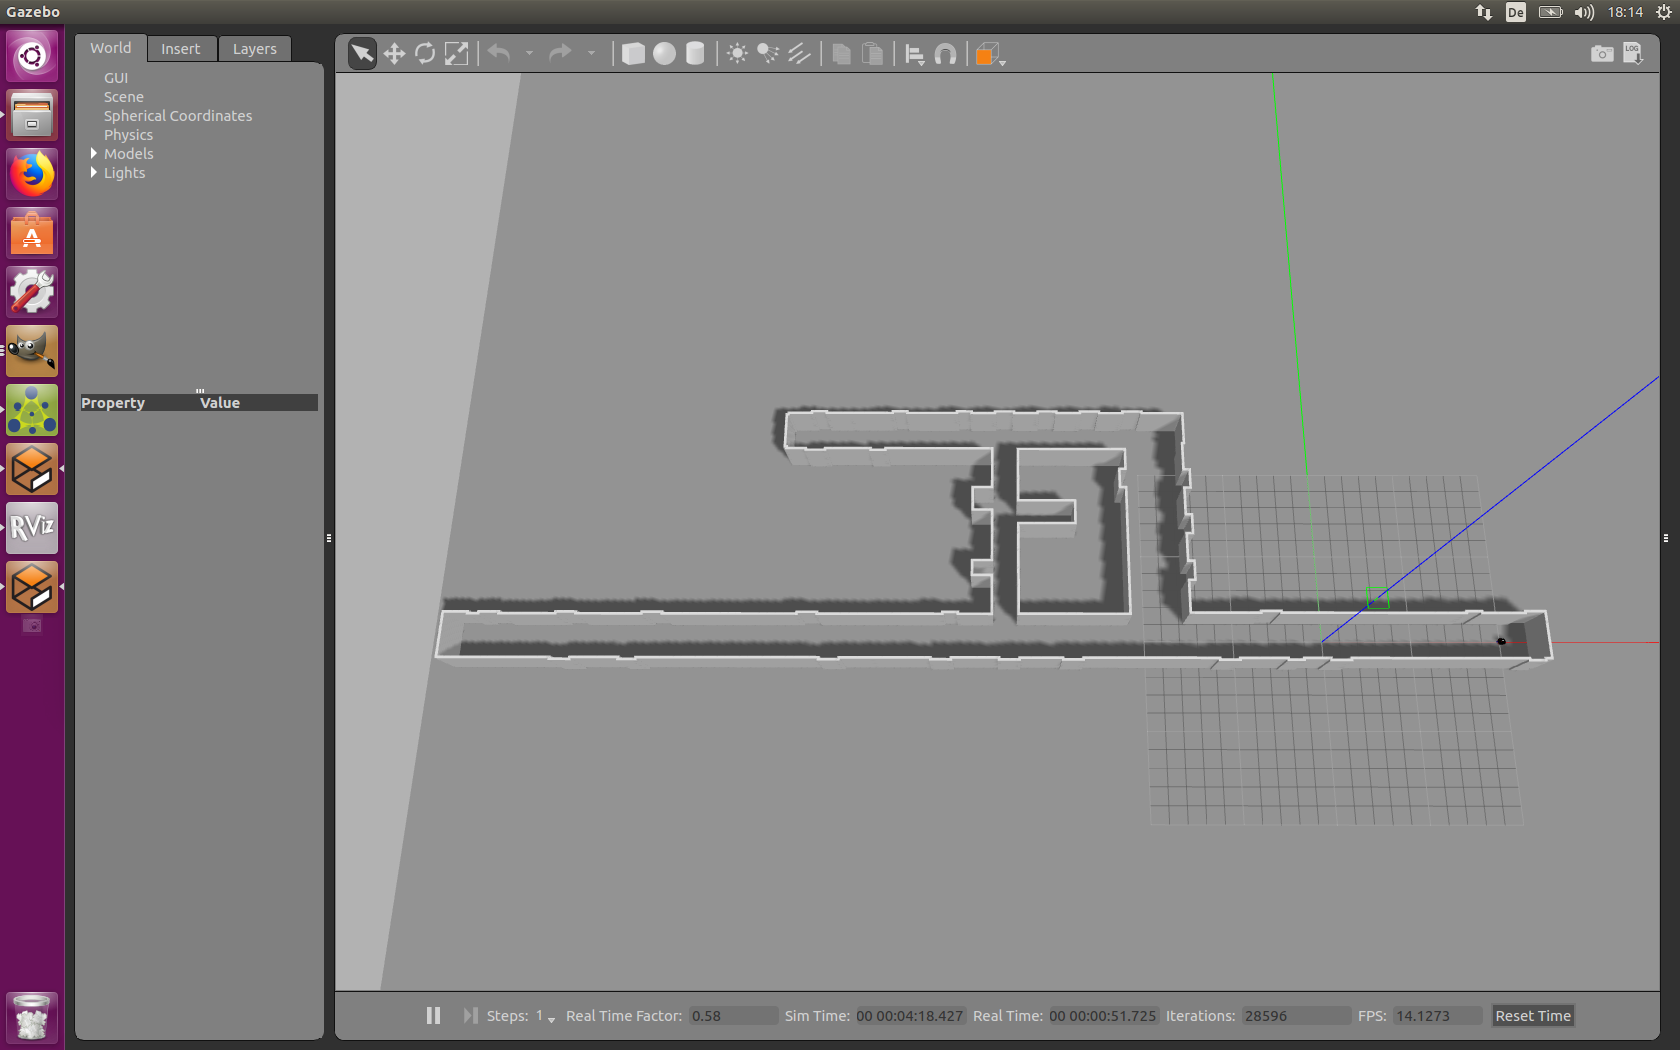 Gazebo
De
18:14
World
Insert
Layers
LOG
GUI
Scene
Spherical Coordinates
Physics
Models
Lights
Property Value
RViz
Steps: 1 Real Time Factor: 0.58 Sim Time: 00 00:04:18.427 Real Time: 00 00:00:51.725 Iterations: 28596 FPS: 14.1273 Reset Time